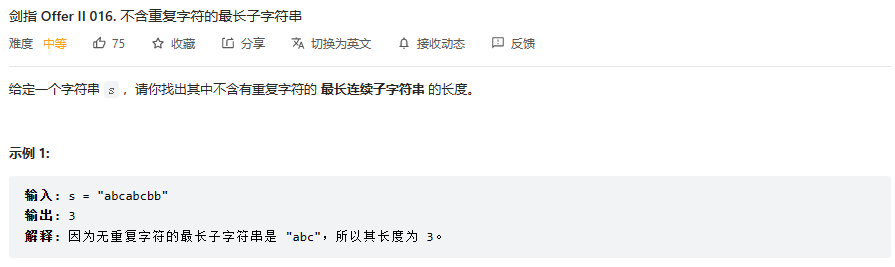 剑指 Offer II 016. 不含重复字符的最长子字符串
难度 中等 75 收藏 分享 切换为英文 接收动态 反馈
给定一个字符串 s ，请你找出其中不含有重复字符的 最长连续子字符串 的长度。
示例 1:
输入: s = "abcabcbb"
输出: 3
解释: 因为无重复字符的最长子字符串是 "abc"，所以其长度为 3。